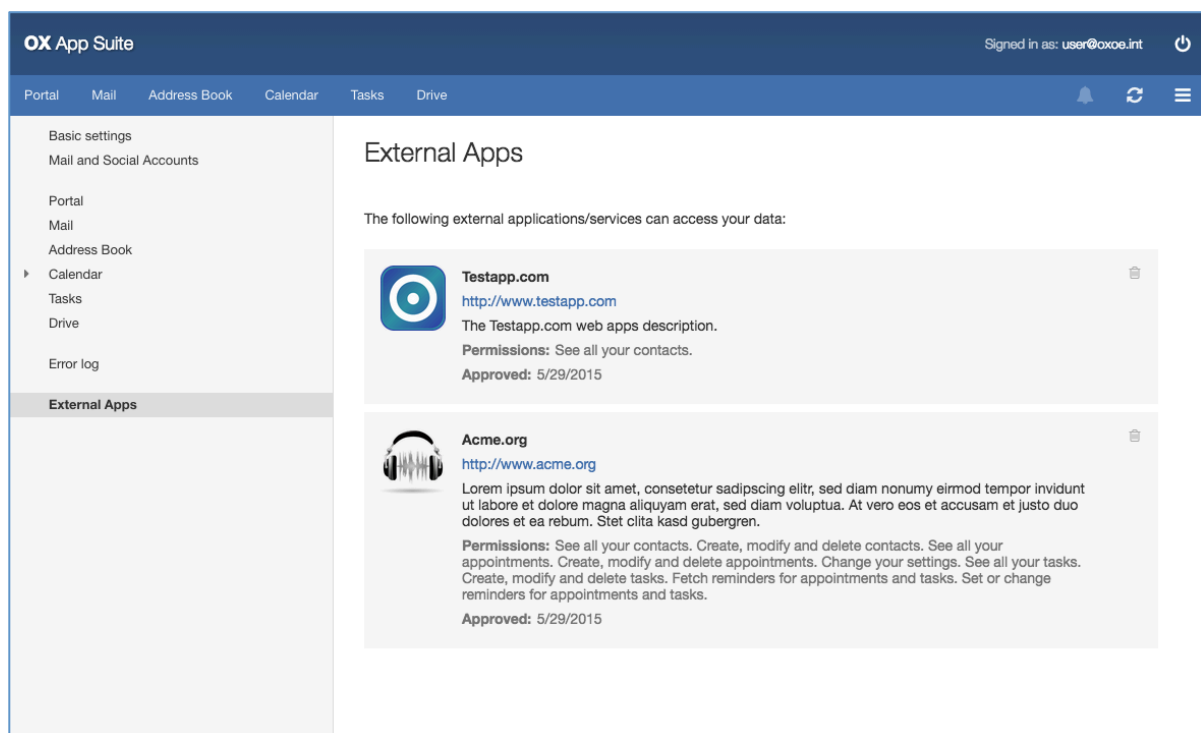 OX App Suite
Signed in as: user@oxoe.int
Portal Mail Address Book Calendar Tasks Drive
Basic settings
Mail and Social Accounts
Portal
Mail
Address Book
Calendar
Tasks
Drive
Error log
External Apps
External Apps
The following external applications/services can access your data:
Testapp.com
http://www.testapp.com
The Testapp.com web apps description.
Permissions: See all your contacts.
Approved: 5/29/2015
Acme.org
http://www.acme.org
Lorem ipsum dolor sit amet, consetetur sadipscing elitr, sed diam nonumy eirmod tempor invidunt
ut labore et dolore magna aliquyam erat, sed diam voluptua. At vero eos et accusam et justo duo
dolores et ea rebum. Stet clita kasd gubergren.
Permissions: See all your contacts. Create, modify and delete contacts. See all your
appointments. Create, modify and delete appointments. Change your settings. See all your tasks.
Create, modify and delete tasks. Fetch reminders for appointments and tasks. Set or change
reminders for appointments and tasks.
Approved: 5/29/2015